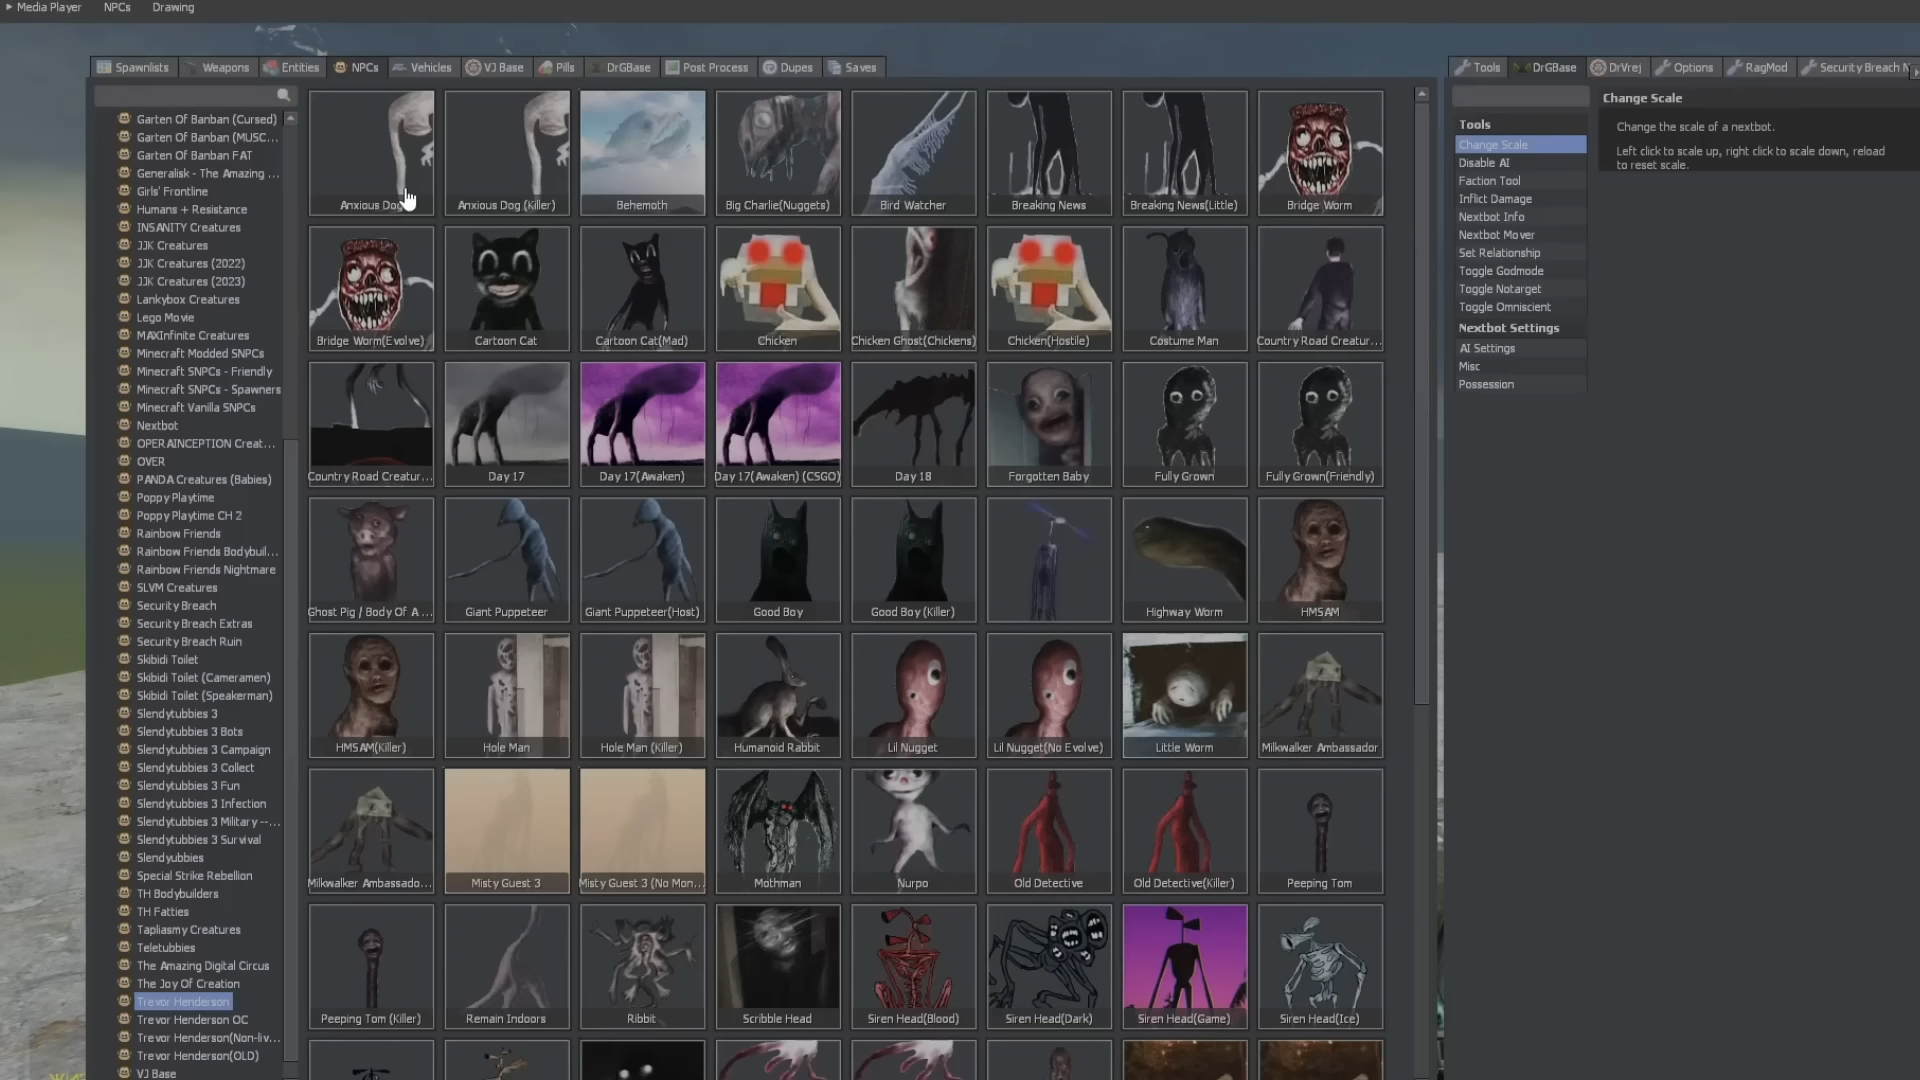 Media Player NPCs Drawing
Spawnlists Weapons Entities NPCs Vehicles VJ Base Pills DrGBase Post Process Dupes Saves
Garten Of Banban (Cursed)
Garten Of Banban (MUSC...
Garten Of Banban FAT
Generalisk - The Amazing ...
Girls' Frontline
Humans + Resistance
INSANITY Creatures
JJK Creatures
JJK Creatures (2022)
JJK Creatures (2023)
Lankybox Creatures
Lego Movie
MAXInfinite Creatures
Minecraft Modded SNPCs
Minecraft SNPCs - Friendly
Minecraft SNPCs - Spawners
Minecraft Vanilla SNPCs
Nextbot
OPERAINCEPTION Creat...
OVER
PANDA Creatures (Babies)
Poppy Playtime
Poppy Playtime CH 2
Rainbow Friends
Rainbow Friends Bodybuil...
Rainbow Friends Nightmare
SLVM Creatures
Security Breach
Security Breach Extras
Security Breach Ruin
Skibidi Toilet
Skibidi Toilet (Cameramen)
Skibidi Toilet (Speakerman)
Slendytubbies 3
Slendytubbies 3 Bots
Slendytubbies 3 Campaign
Slendytubbies 3 Collect
Slendytubbies 3 Fun
Slendytubbies 3 Infection
Slendytubbies 3 Military --...
Slendytubbies 3 Survival
Slendyubbies
Special Strike Rebellion
TH Bodybuilders
TH Fatties
Tapliasmy Creatures
Teletubbies
The Amazing Digital Circus
The Joy Of Creation
Trevor Henderson
Trevor Henderson OC
Trevor Henderson(Non-liv...
Trevor Henderson(OLD)
VJ Base
Anxious Dog Anxious Dog (Killer) Behemoth Big Charlie(Nuggets) Bird Watcher Breaking News Breaking News(Little) Bridge Worm
Bridge Worm(Evolve) Cartoon Cat Cartoon Cat(Mad) Chicken Chicken Ghost(Chickens) Chicken(Hostile) Costume Man Country Road Creatur...
Country Road Creatur... Day 17 Day 17(Awaken) Day 17(Awaken) (CSGO) Day 18 Forgotten Baby Fully Grown Fully Grown(Friendly)
Ghost Pig / Body Of A ... Giant Puppeteer Giant Puppeteer(Host) Good Boy Good Boy (Killer) Highway Worm HMSAM
HMSAM(Killer) Hole Man Hole Man (Killer) Humanoid Rabbit Lil Nugget Lil Nugget(No Evolve) Little Worm Milkwalker Ambassador
Milkwalker Ambassado... Misty Guest 3 Misty Guest 3 (No Mon... Mothman Nurpo Old Detective Old Detective(Killer) Peeping Tom
Peeping Tom (Killer) Remain Indoors Ribbit Scribble Head Siren Head(Blood) Siren Head(Dark) Siren Head(Game) Siren Head(Ice)
Tools DrGBase DrVrej Options RagMod Security Breach
Tools
Change Scale
Disable AI
Faction Tool
Inflict Damage
Nextbot Info
Nextbot Mover
Set Relationship
Toggle Godmode
Toggle Notarget
Toggle Omniscient
Nextbot Settings
AI Settings
Misc
Possession
Change Scale
Change the scale of a nextbot.
Left click to scale up, right click to scale down, reload
to reset scale.